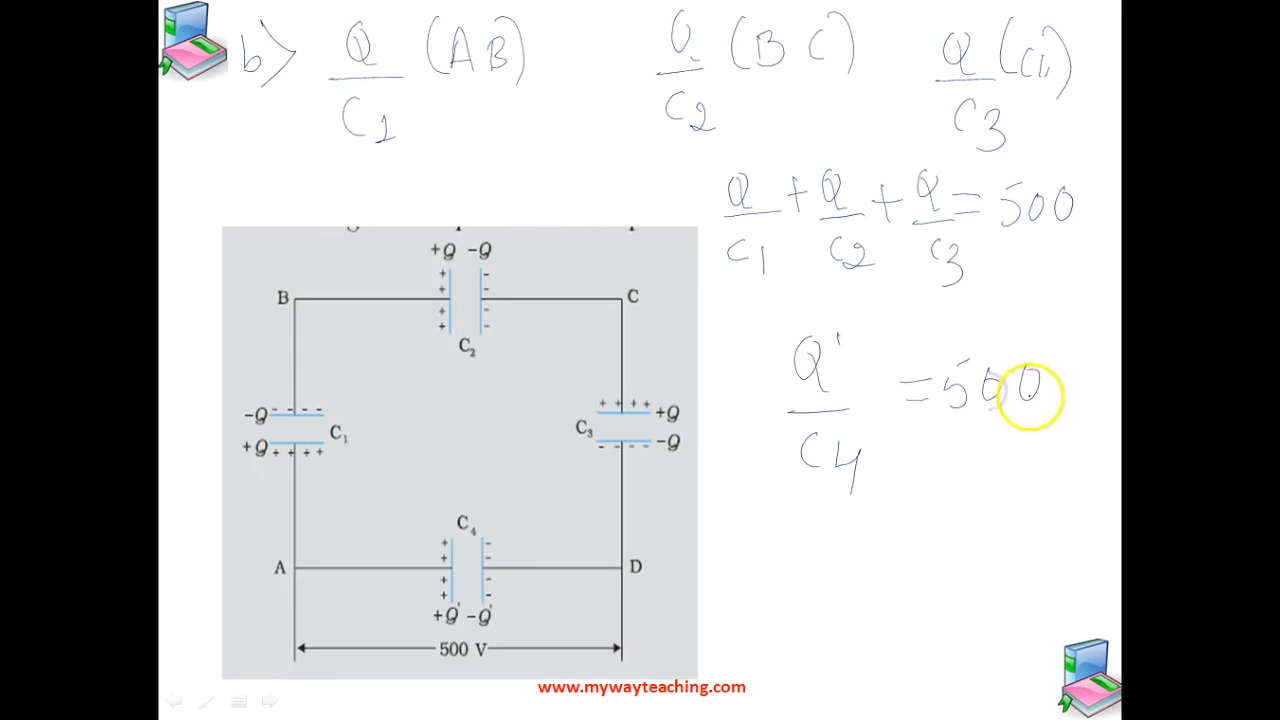 b) Q/C1 (AB) Q/C2 (BC) Q/C3
Q/C1 + Q/C2 + Q/C3 = 500
Q'/C4 = 500
+Q -Q
B C
C2
-Q
C1
+Q
C3
+Q
-Q
C4
A D
+Q' -Q'
500 V
www.mywayteaching.com